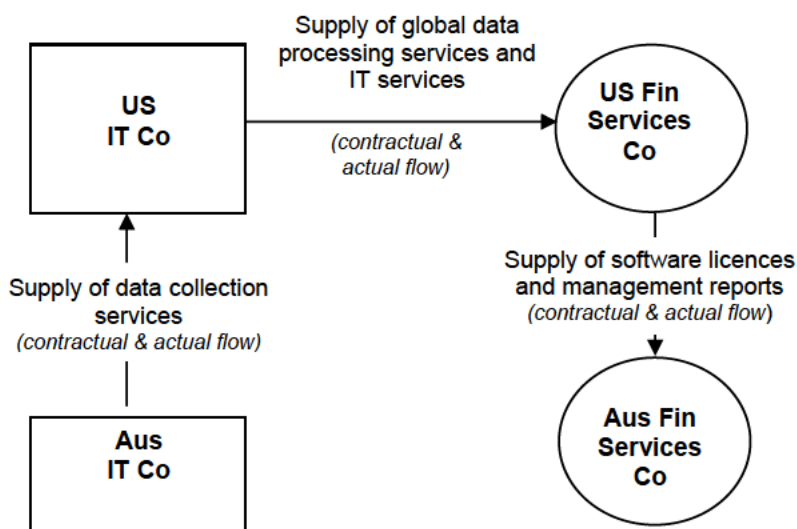 Supply of global data
processing services and
IT services
US
IT Co
US Fin
Services
Co
(contractual &
actual flow)
Supply of data collection
services
(contractual & actual flow)
Supply of software licences
and management reports
(contractual & actual flow)
Aus
IT Co
Aus Fin
Services
Co